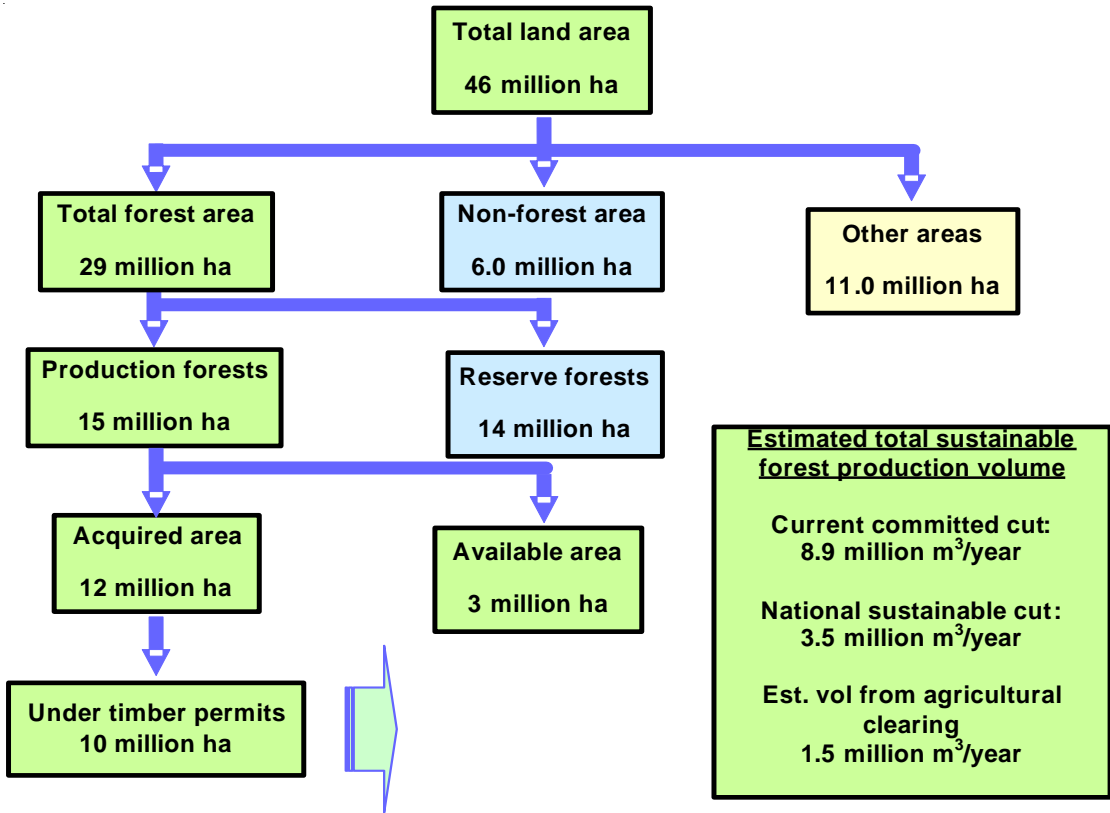 Total land area
46 million ha
Total forest area
29 million ha
Non-forest area
6.0 million ha
Other areas
11.0 million ha
Production forests
15 million ha
Reserve forests
14 million ha
Acquired area
12 million ha
Available area
3 million ha
Under timber permits
10 million ha
Estimated total sustainable
forest production volume
Current committed cut:
8.9 million m³/year
National sustainable cut:
3.5 million m³/year
Est. vol from agricultural
clearing
1.5 million m³/year